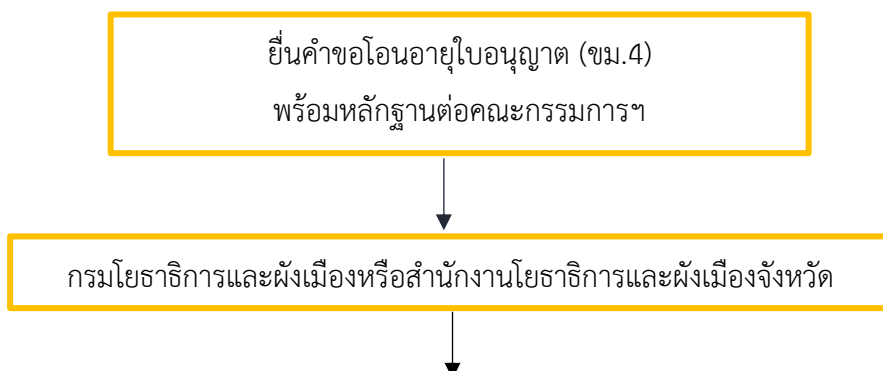 ยื่นคำขอโอนอายุใบอนุญาต (ขม.4)
พร้อมหลักฐานต่อคณะกรรมการฯ
กรมโยธาธิการและผังเมืองหรือสำนักงานโยธาธิการและผังเมืองจังหวัด